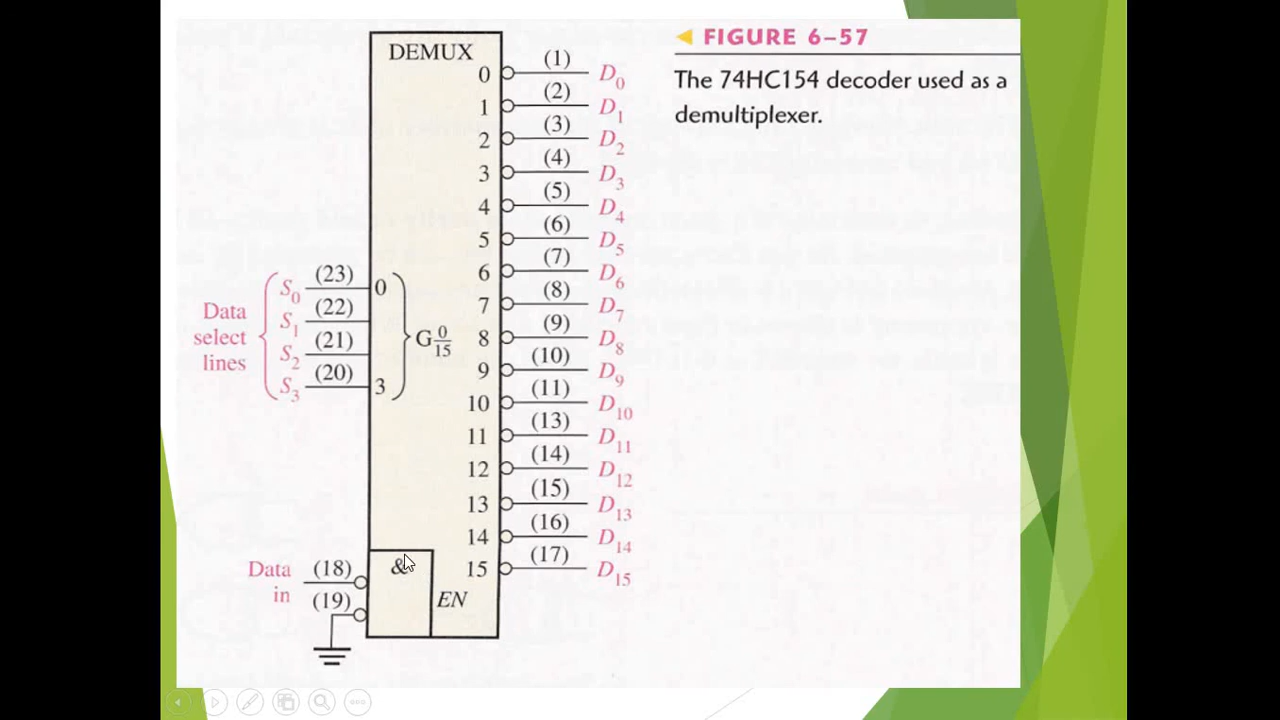 DEMUX
0 (1) D0
1 (2) D1
2 (3) D2
3 (4) D3
4 (5) D4
5 (6) D5
6 (7) D6
7 (8) D7
8 (9) D8
9 (10) D9
10 (11) D10
11 (13) D11
12 (14) D12
13 (15) D13
14 (16) D14
15 (17) D15
Data
select
lines
S0 (23) 0
S1 (22)
S2 (21)
S3 (20) 3
G 0/15
Data
in
(18)
(19)
&
EN
FIGURE 6–57
The 74HC154 decoder used as a
demultiplexer.